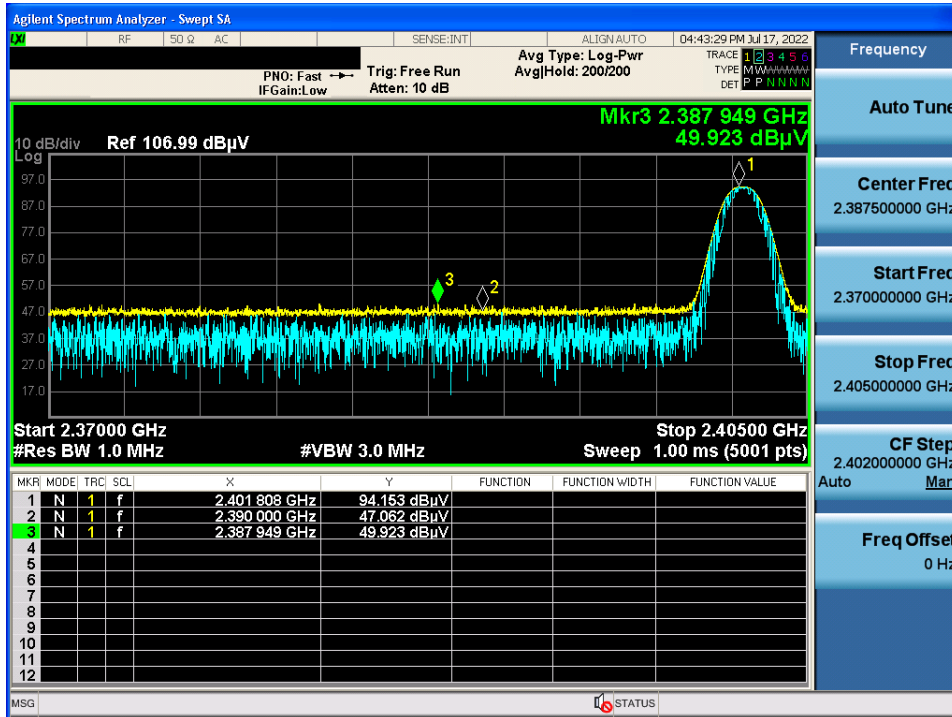 Agilent Spectrum Analyzer - Swept SA
LXI RF 50 Ω AC SENSE:INT ALIGN AUTO 04:43:29 PM Jul 17, 2022
PNO: Fast
IFGain:Low
Trig: Free Run
Atten: 10 dB
Avg Type: Log-Pwr
Avg|Hold: 200/200
TRACE 1 2 3 4 5 6
TYPE M W W W W W
DET P P N N N N
Mkr3 2.387 949 GHz
49.923 dBµV
10 dB/div Ref 106.99 dBµV
Log
97.0
87.0
77.0
67.0
57.0
47.0
37.0
27.0
17.0
1
2
3
Start 2.37000 GHz Stop 2.40500 GHz
#Res BW 1.0 MHz #VBW 3.0 MHz Sweep 1.00 ms (5001 pts)
MKR MODE TRC SCL X Y FUNCTION FUNCTION WIDTH FUNCTION VALUE
1 N 1 f 2.401 808 GHz 94.153 dBµV
2 N 1 f 2.390 000 GHz 47.062 dBµV
3 N 1 f 2.387 949 GHz 49.923 dBµV
4
5
6
7
8
9
10
11
12
MSG STATUS
Frequency
Auto Tune
Center Freq
2.387500000 GHz
Start Freq
2.370000000 GHz
Stop Freq
2.405000000 GHz
CF Step
2.402000000 GHz
Auto Man
Freq Offset
0 Hz